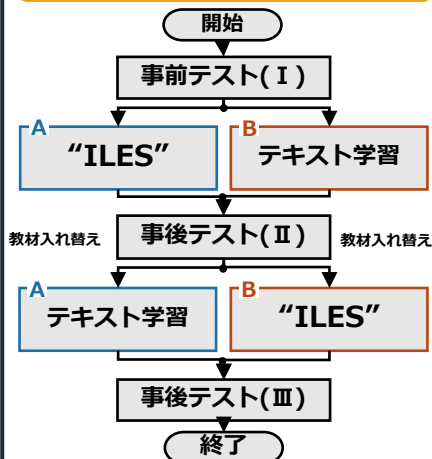 開始
事前テスト(Ⅰ)
A
“ILES”
B
テキスト学習
教材入れ替え
事後テスト(Ⅱ)
教材入れ替え
A
テキスト学習
B
“ILES”
事後テスト(Ⅲ)
終了